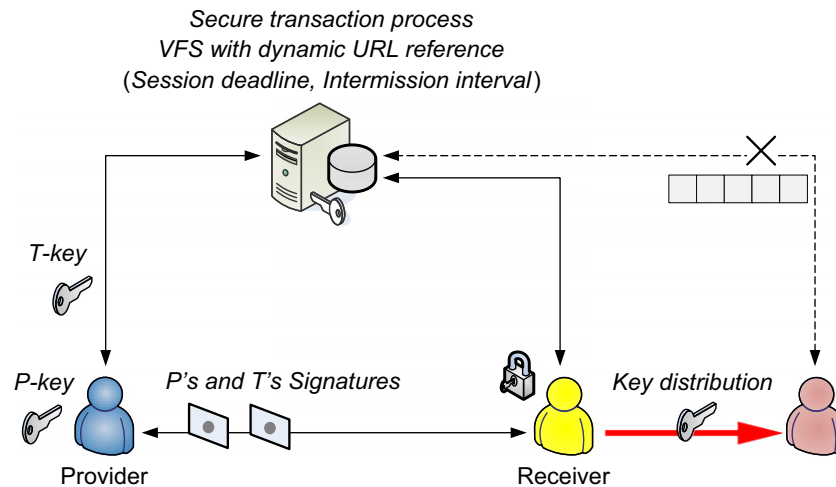 Secure transaction process
VFS with dynamic URL reference
(Session deadline, Intermission interval)
T-key
P-key
P's and T's Signatures
Key distribution
Provider
Receiver